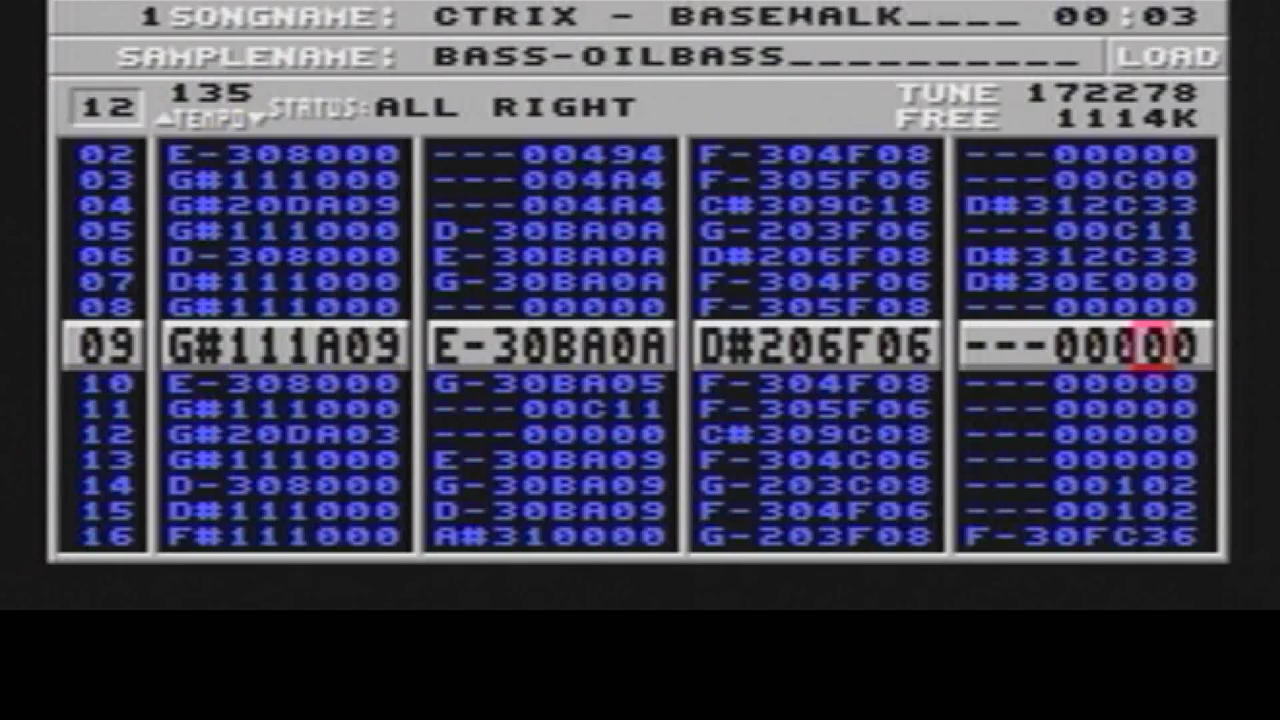 1 SONGNAME: CTRIX - BASEHALK____ 00:03
SAMPLENAME: BASS-OILBASS__________ LOAD
12 135 TEMPO STATUS: ALL RIGHT TUNE 172278
FREE 1114K
02 E-308000 ---00494 F-304F08 ---00000
03 G#111000 ---004A4 F-305F06 ---00C00
04 G#20DA09 ---004A4 C#309C18 D#312C33
05 G#111000 D-30BA0A G-203F06 ---00C11
06 D-308000 E-30BA0A D#206F08 D#312C33
07 D#111000 G-30BA0A F-304F06 D#30E000
08 G#111000 ---00000 F-305F08 ---00000
09 G#111A09 E-30BA0A D#206F06 ---00000
10 E-308000 G-30BA05 F-304F08 ---00000
11 G#111000 ---00C11 F-305F06 ---00000
12 G#20DA03 ---00000 C#309C08 ---00000
13 G#111000 E-30BA09 F-304C06 ---00000
14 D-308000 G-30BA09 G-203C08 ---00102
15 D#111000 D-30BA09 F-304F06 ---00102
16 F#111000 A#310000 G-203F08 F-30FC36